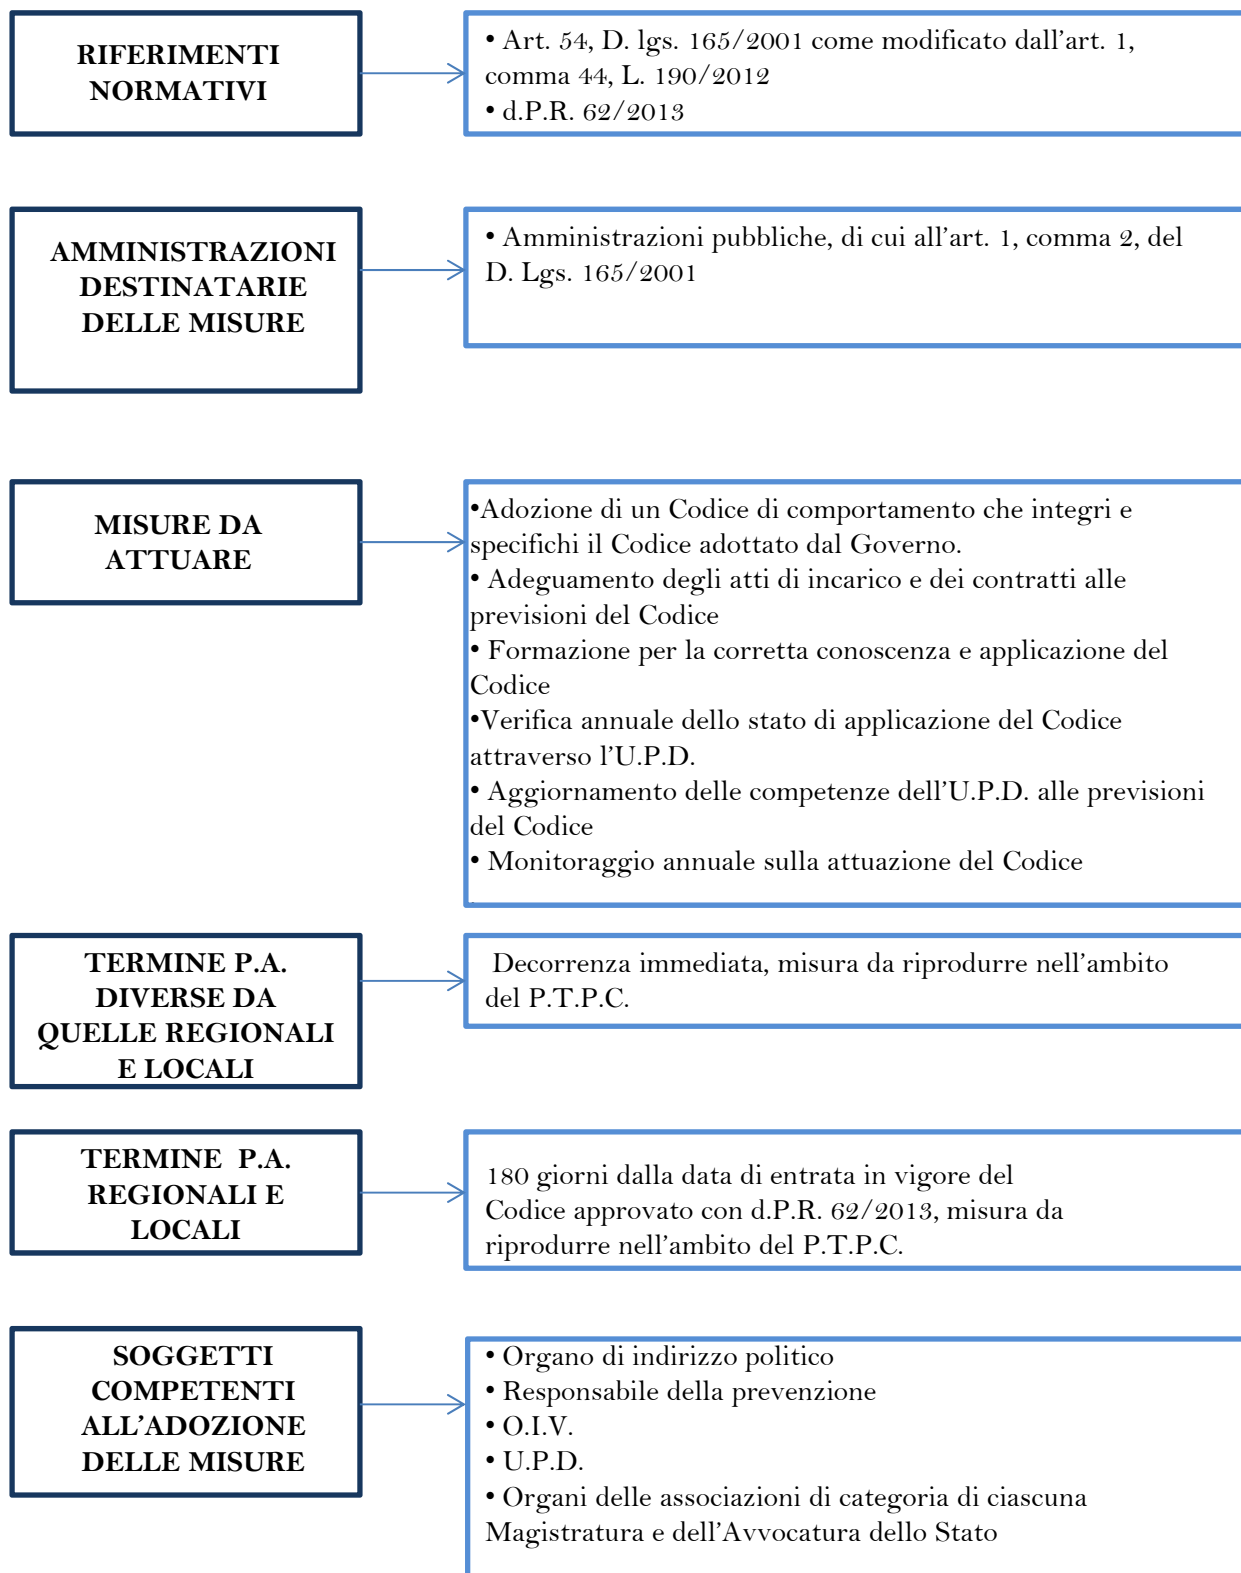 RIFERIMENTI
NORMATIVI
• Art. 54, D. lgs. 165/2001 come modificato dall'art. 1,
comma 44, L. 190/2012
• d.P.R. 62/2013
AMMINISTRAZIONI
DESTINATARIE
DELLE MISURE
• Amministrazioni pubbliche, di cui all'art. 1, comma 2, del
D. Lgs. 165/2001
MISURE DA
ATTUARE
•Adozione di un Codice di comportamento che integri e
specifichi il Codice adottato dal Governo.
• Adeguamento degli atti di incarico e dei contratti alle
previsioni del Codice
• Formazione per la corretta conoscenza e applicazione del
Codice
•Verifica annuale dello stato di applicazione del Codice
attraverso l'U.P.D.
• Aggiornamento delle competenze dell'U.P.D. alle previsioni
del Codice
• Monitoraggio annuale sulla attuazione del Codice
.
TERMINE P.A.
DIVERSE DA
QUELLE REGIONALI
E LOCALI
Decorrenza immediata, misura da riprodurre nell'ambito
del P.T.P.C.
TERMINE P.A.
REGIONALI E
LOCALI
180 giorni dalla data di entrata in vigore del
Codice approvato con d.P.R. 62/2013, misura da
riprodurre nell'ambito del P.T.P.C.
SOGGETTI
COMPETENTI
ALL'ADOZIONE
DELLE MISURE
• Organo di indirizzo politico
• Responsabile della prevenzione
• O.I.V.
• U.P.D.
• Organi delle associazioni di categoria di ciascuna
Magistratura e dell'Avvocatura dello Stato